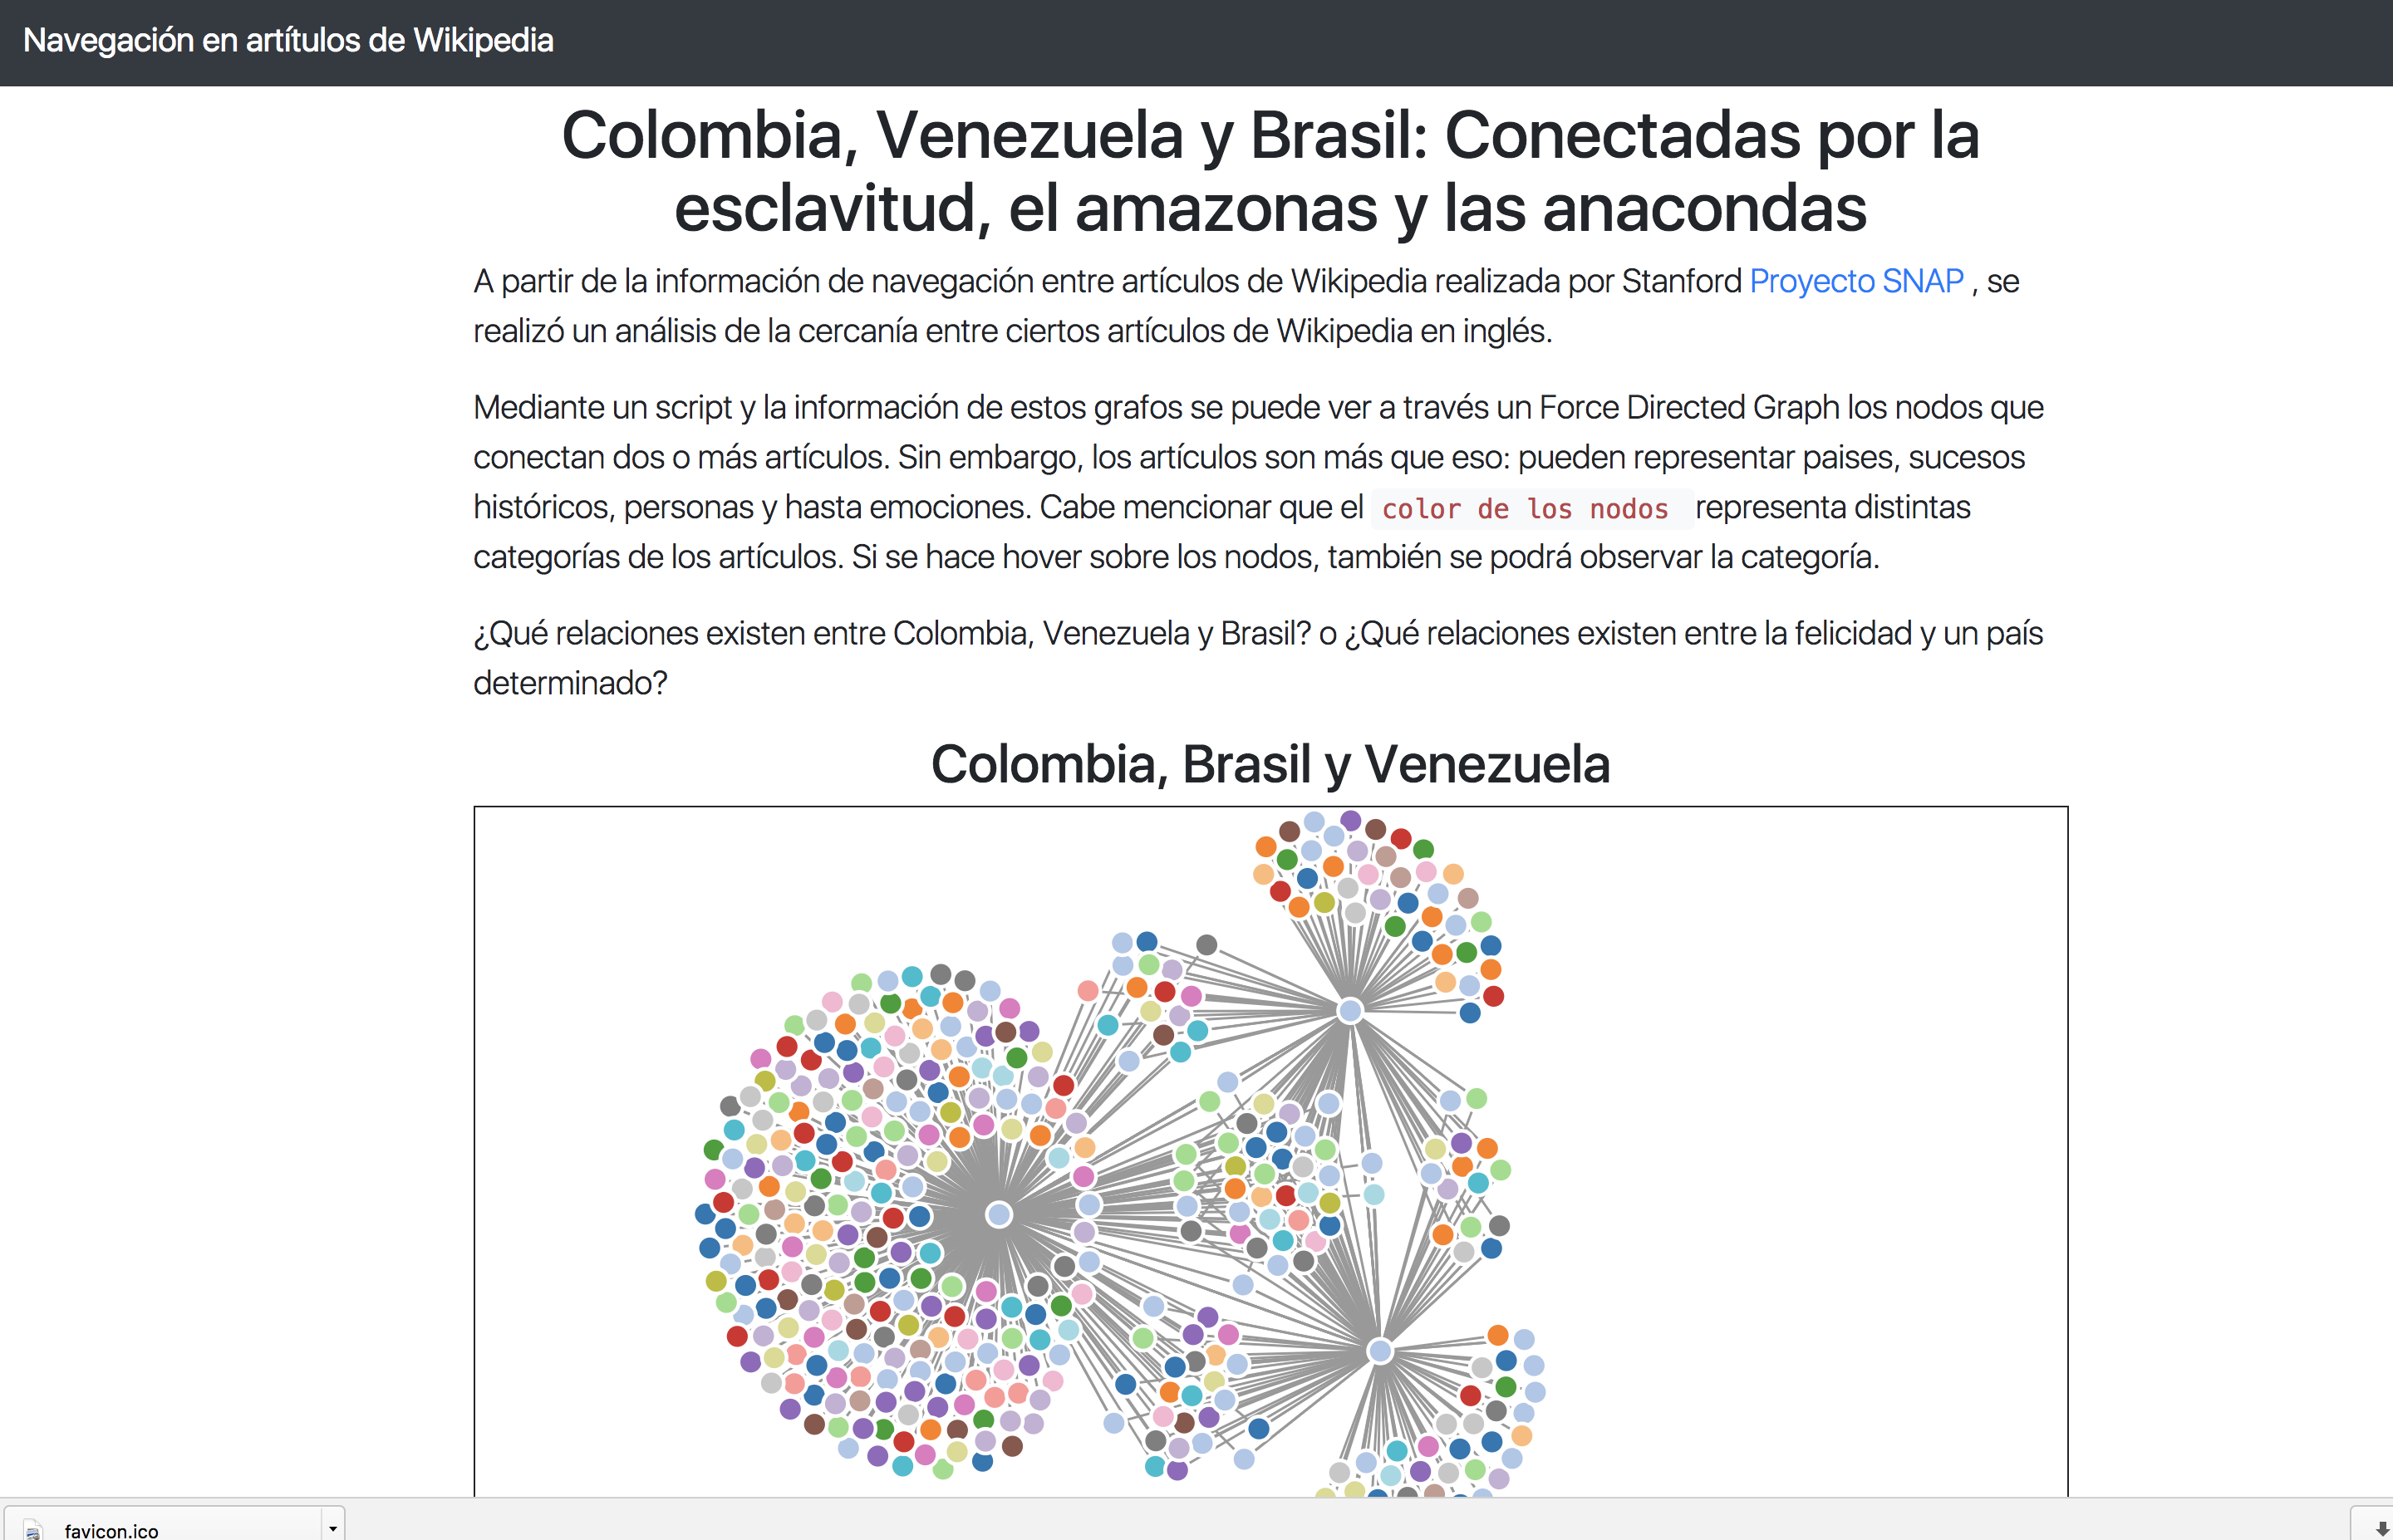 Navegación en artítulos de Wikipedia
Colombia, Venezuela y Brasil: Conectadas por la
esclavitud, el amazonas y las anacondas
A partir de la información de navegación entre artículos de Wikipedia realizada por Stanford Proyecto SNAP , se
realizó un análisis de la cercanía entre ciertos artículos de Wikipedia en inglés.
Mediante un script y la información de estos grafos se puede ver a través un Force Directed Graph los nodos que
conectan dos o más artículos. Sin embargo, los artículos son más que eso: pueden representar paises, sucesos
históricos, personas y hasta emociones. Cabe mencionar que el color de los nodos representa distintas
categorías de los artículos. Si se hace hover sobre los nodos, también se podrá observar la categoría.
¿Qué relaciones existen entre Colombia, Venezuela y Brasil? o ¿Qué relaciones existen entre la felicidad y un país
determinado?
Colombia, Brasil y Venezuela
favicon.ico